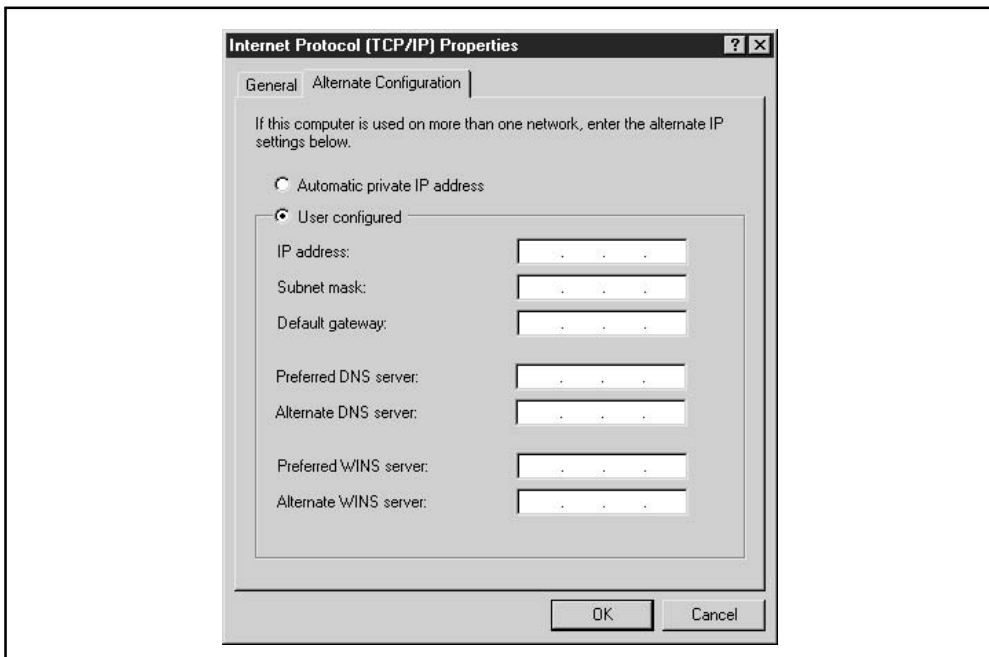 Internet Protocol (TCP/IP) Properties
General
Alternate Configuration
If this computer is used on more than one network, enter the alternate IP
settings below.
Automatic private IP address
User configured
IP address:
Subnet mask:
Default gateway:
Preferred DNS server:
Alternate DNS server:
Preferred WINS server:
Alternate WINS server:
OK
Cancel